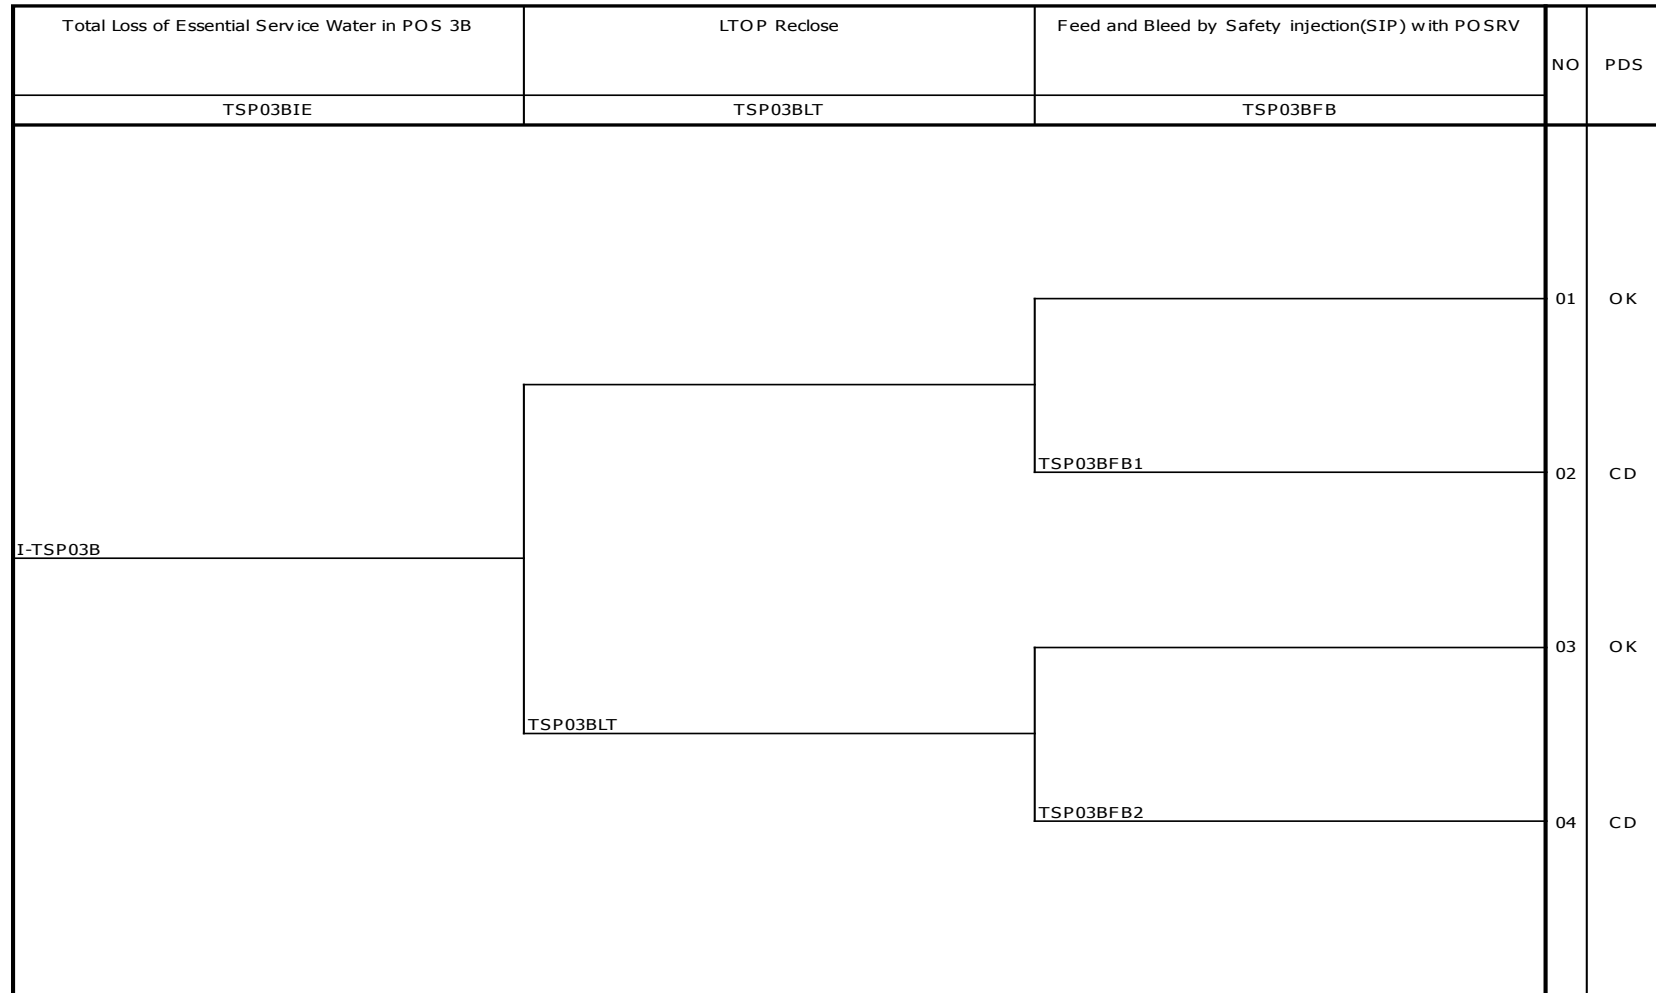 Total Loss of Essential Service Water in POS 3B
LTOP Reclose
Feed and Bleed by Safety injection(SIP) with POSRV
NO
PDS
TSP03BIE
TSP03BLT
TSP03BFB
01
OK
TSP03BFB1
02
CD
I-TSP03B
03
OK
TSP03BLT
TSP03BFB2
04
CD